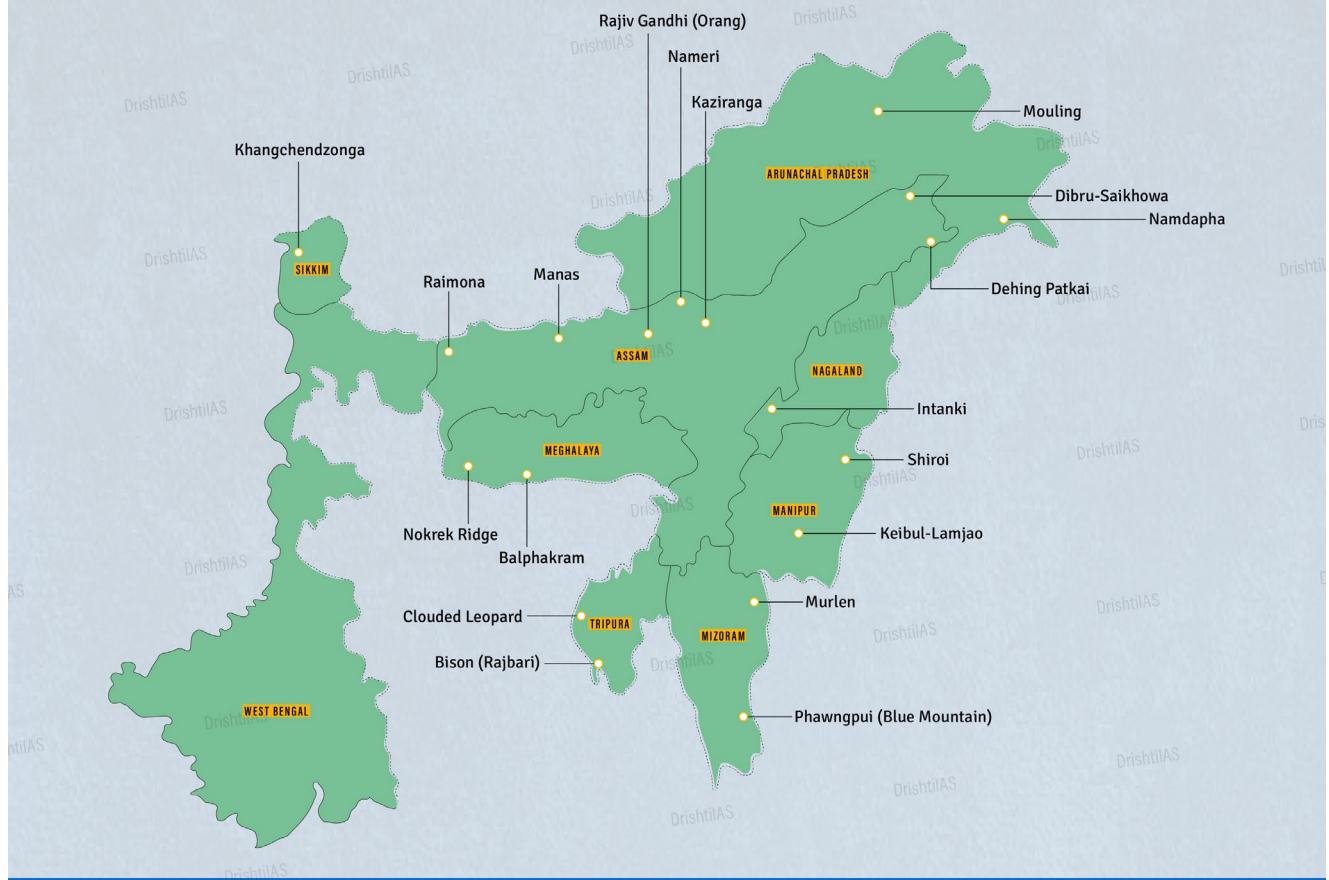 Rajiv Gandhi (Orang)
Nameri
Kaziranga
Mouling
Khangchendzonga
ARUNACHAL PRADESH
Dibru-Saikhowa
Namdapha
SIKKIM
Raimona
Manas
Dehing Patkai
ASSAM
NAGALAND
Intanki
MEGHALAYA
Shiroi
MANIPUR
Nokrek Ridge
Keibul-Lamjao
Balphakram
Clouded Leopard
TRIPURA
Murlen
MIZORAM
Bison (Rajbari)
WEST BENGAL
Phawngpui (Blue Mountain)
DrishtiIAS